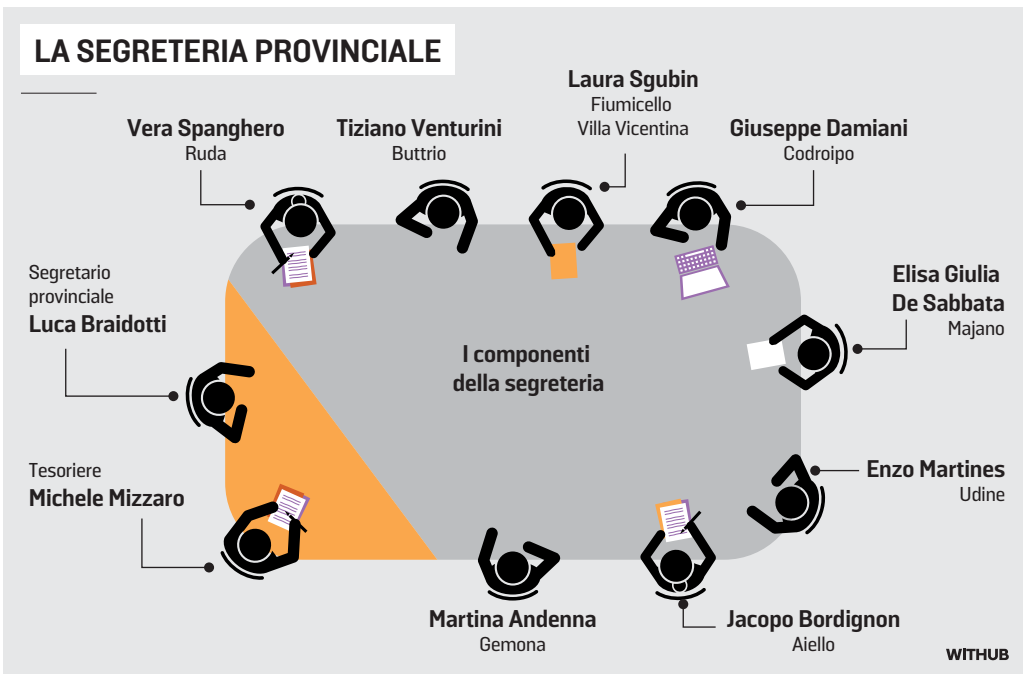 LA SEGRETERIA PROVINCIALE
Laura Sgubin
Fiumicello
Villa Vicentina
Vera Spanghero
Ruda
Tiziano Venturini
Buttrio
Giuseppe Damiani
Codroipo
Segretario
provinciale
Luca Braidotti
Elisa Giulia
De Sabbata
Majano
I componenti
della segreteria
Tesoriere
Michele Mizzaro
Enzo Martines
Udine
Martina Andenna
Gemona
Jacopo Bordignon
Aiello
WITHUB